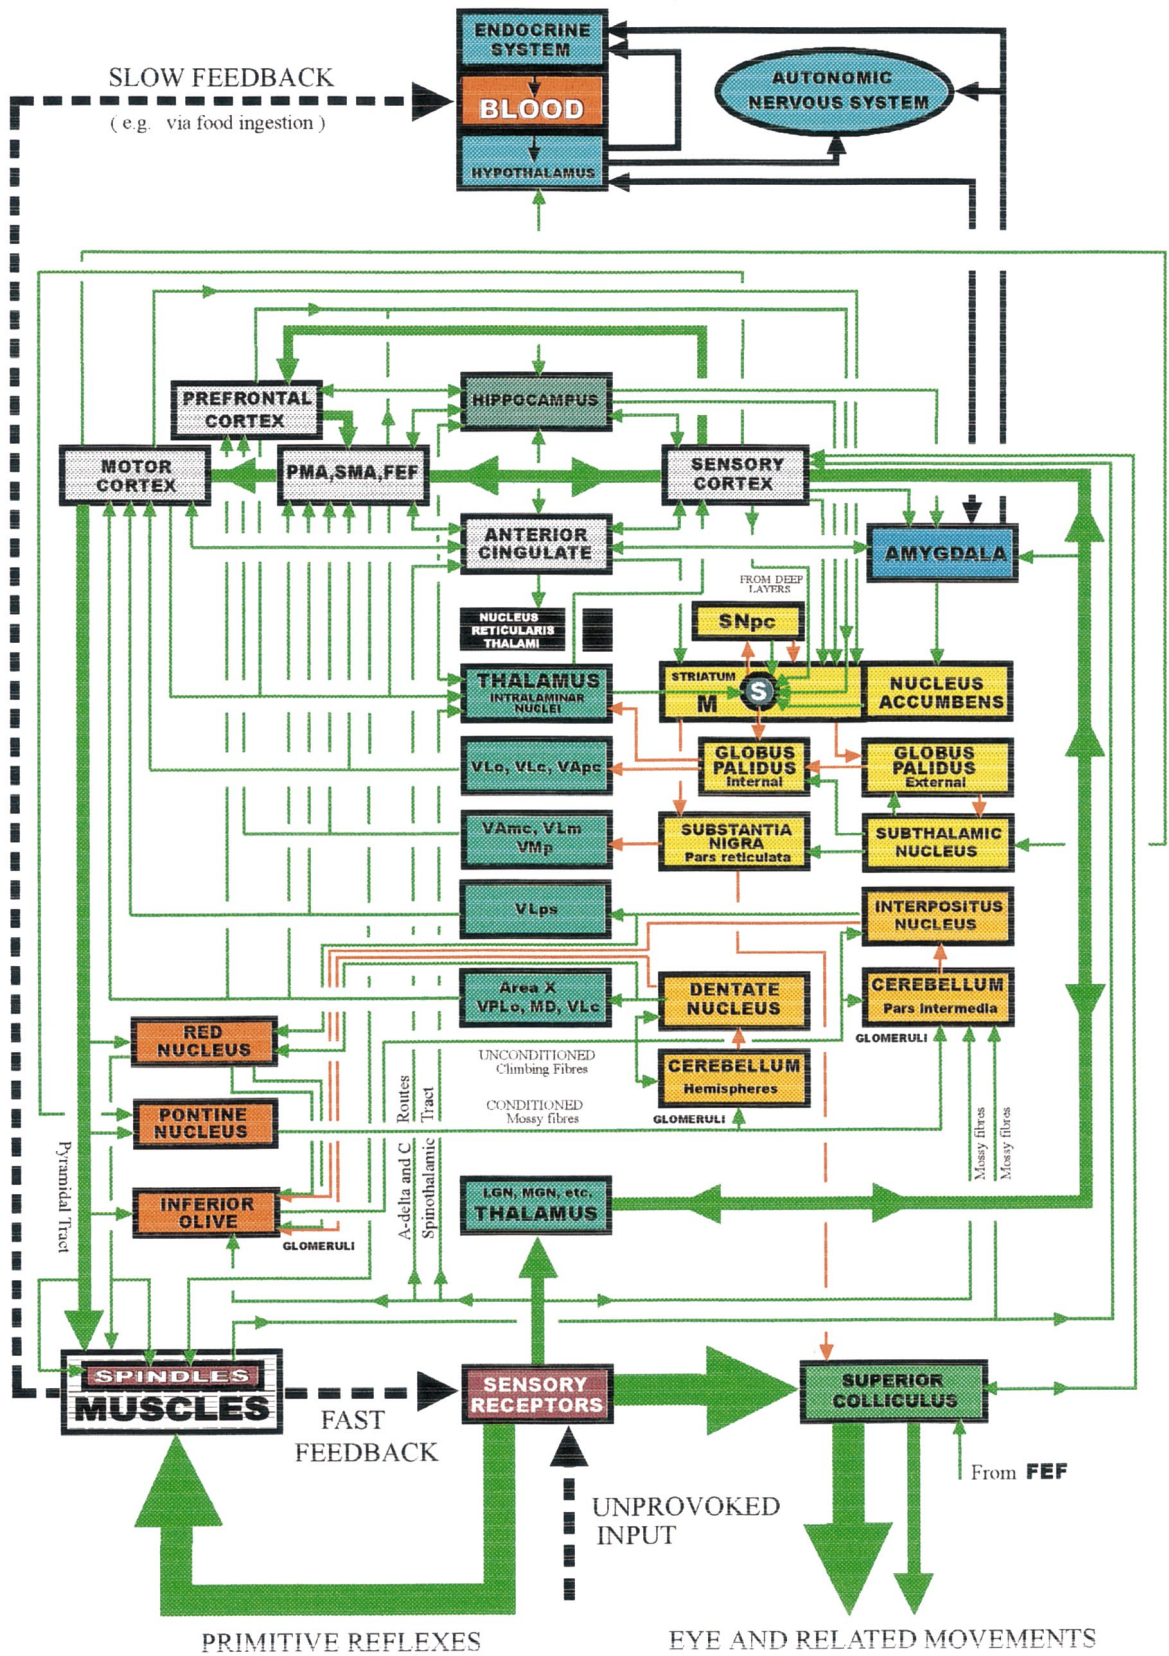 ENDOCRINE
SYSTEM
BLOOD
HYPOTHALAMUS
AUTONOMIC
NERVOUS SYSTEM
SLOW FEEDBACK
( e.g. via food ingestion )
PREFRONTAL
CORTEX
HIPPOCAMPUS
MOTOR
CORTEX
PMA,SMA,FEF
SENSORY
CORTEX
ANTERIOR
CINGULATE
AMYGDALA
FROM DEEP
LAYERS
NUCLEUS
RETICULARIS
THALAMI
SNpc
THALAMUS
INTRALAMINAR
NUCLEI
STRIATUM
M
S
NUCLEUS
ACCUMBENS
VLo, VLc, VApc
GLOBUS
PALIDUS
Internal
GLOBUS
PALIDUS
External
VAmc, VLm
VMp
SUBSTANTIA
NIGRA
Pars reticulata
SUBTHALAMIC
NUCLEUS
VLps
INTERPOSITUS
NUCLEUS
Area X
VPLo, MD, VLc
DENTATE
NUCLEUS
CEREBELLUM
Pars intermedia
GLOMERULI
RED
NUCLEUS
UNCONDITIONED
Climbing Fibres
CEREBELLUM
Hemispheres
GLOMERULI
PONTINE
NUCLEUS
CONDITIONED
Mossy fibres
A-delta and C Routes
Spinothalamic Tract
Mossy fibres
Mossy fibres
Pyramidal Tract
INFERIOR
OLIVE
GLOMERULI
LGN, MGN, etc.
THALAMUS
SPINDLES
MUSCLES
FAST
FEEDBACK
SENSORY
RECEPTORS
SUPERIOR
COLLICULUS
From FEF
UNPROVOKED
INPUT
PRIMITIVE REFLEXES
EYE AND RELATED MOVEMENTS